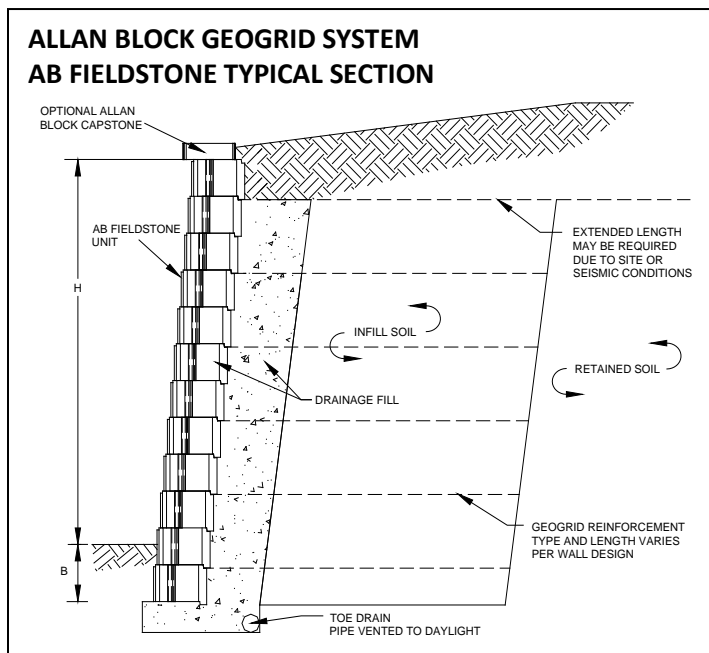 ALLAN BLOCK GEOGRID SYSTEM
AB FIELDSTONE TYPICAL SECTION
OPTIONAL ALLAN
BLOCK CAPSTONE
AB FIELDSTONE
UNIT
EXTENDED LENGTH
MAY BE REQUIRED
DUE TO SITE OR
SEISMIC CONDITIONS
H
INFILL SOIL
RETAINED SOIL
DRAINAGE FILL
GEOGRID REINFORCEMENT
TYPE AND LENGTH VARIES
PER WALL DESIGN
B
TOE DRAIN
PIPE VENTED TO DAYLIGHT